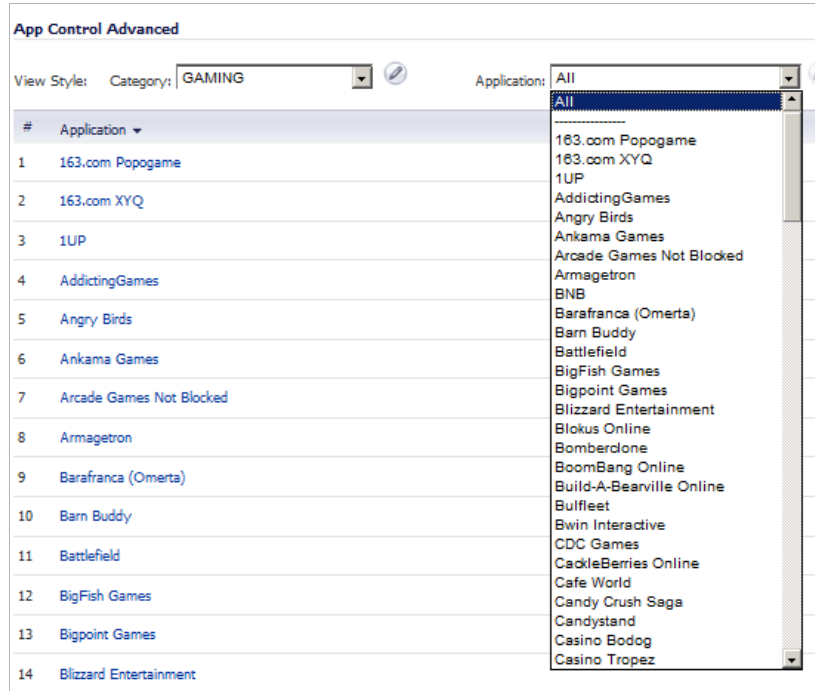 App Control Advanced
View Style: Category: GAMING Application: All
# Application
1 163.com Popogame
2 163.com XYQ
3 1UP
4 AddictingGames
5 Angry Birds
6 Ankama Games
7 Arcade Games Not Blocked
8 Armagetron
9 Barafranca (Omerta)
10 Barn Buddy
11 Battlefield
12 BigFish Games
13 Bigpoint Games
14 Blizzard Entertainment
All
----------------
163.com Popogame
163.com XYQ
1UP
AddictingGames
Angry Birds
Ankama Games
Arcade Games Not Blocked
Armagetron
BNB
Barafranca (Omerta)
Barn Buddy
Battlefield
BigFish Games
Bigpoint Games
Blizzard Entertainment
Blokus Online
Bomberclone
BoomBang Online
Build-A-Bearville Online
Bulfleet
Bwin Interactive
CDC Games
CackleBerries Online
Cafe World
Candy Crush Saga
Candystand
Casino Bodog
Casino Tropez